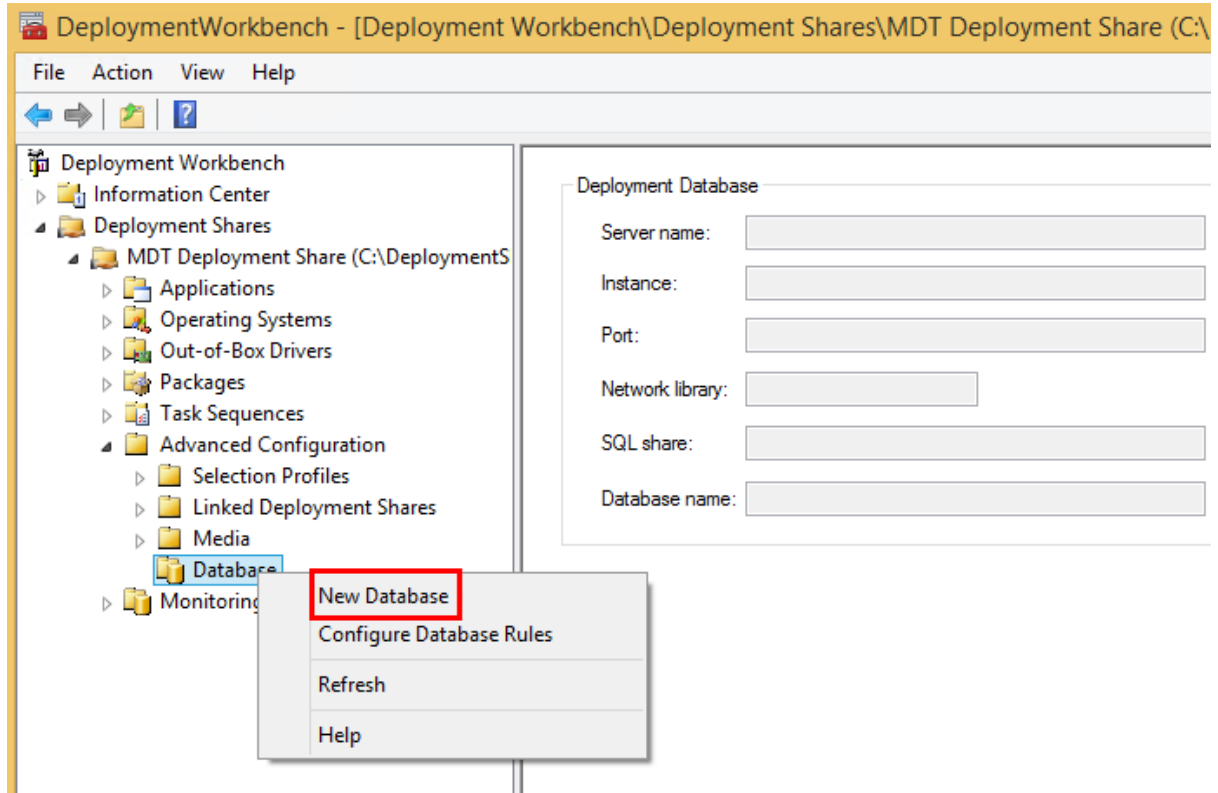 DeploymentWorkbench - [Deployment Workbench\Deployment Shares\MDT Deployment Share (C:\
File Action View Help
Deployment Workbench
Information Center
Deployment Shares
MDT Deployment Share (C:\DeploymentS
Applications
Operating Systems
Out-of-Box Drivers
Packages
Task Sequences
Advanced Configuration
Selection Profiles
Linked Deployment Shares
Media
Database
Monitoring
New Database
Configure Database Rules
Refresh
Help
Deployment Database
Server name:
Instance:
Port:
Network library:
SQL share:
Database name: